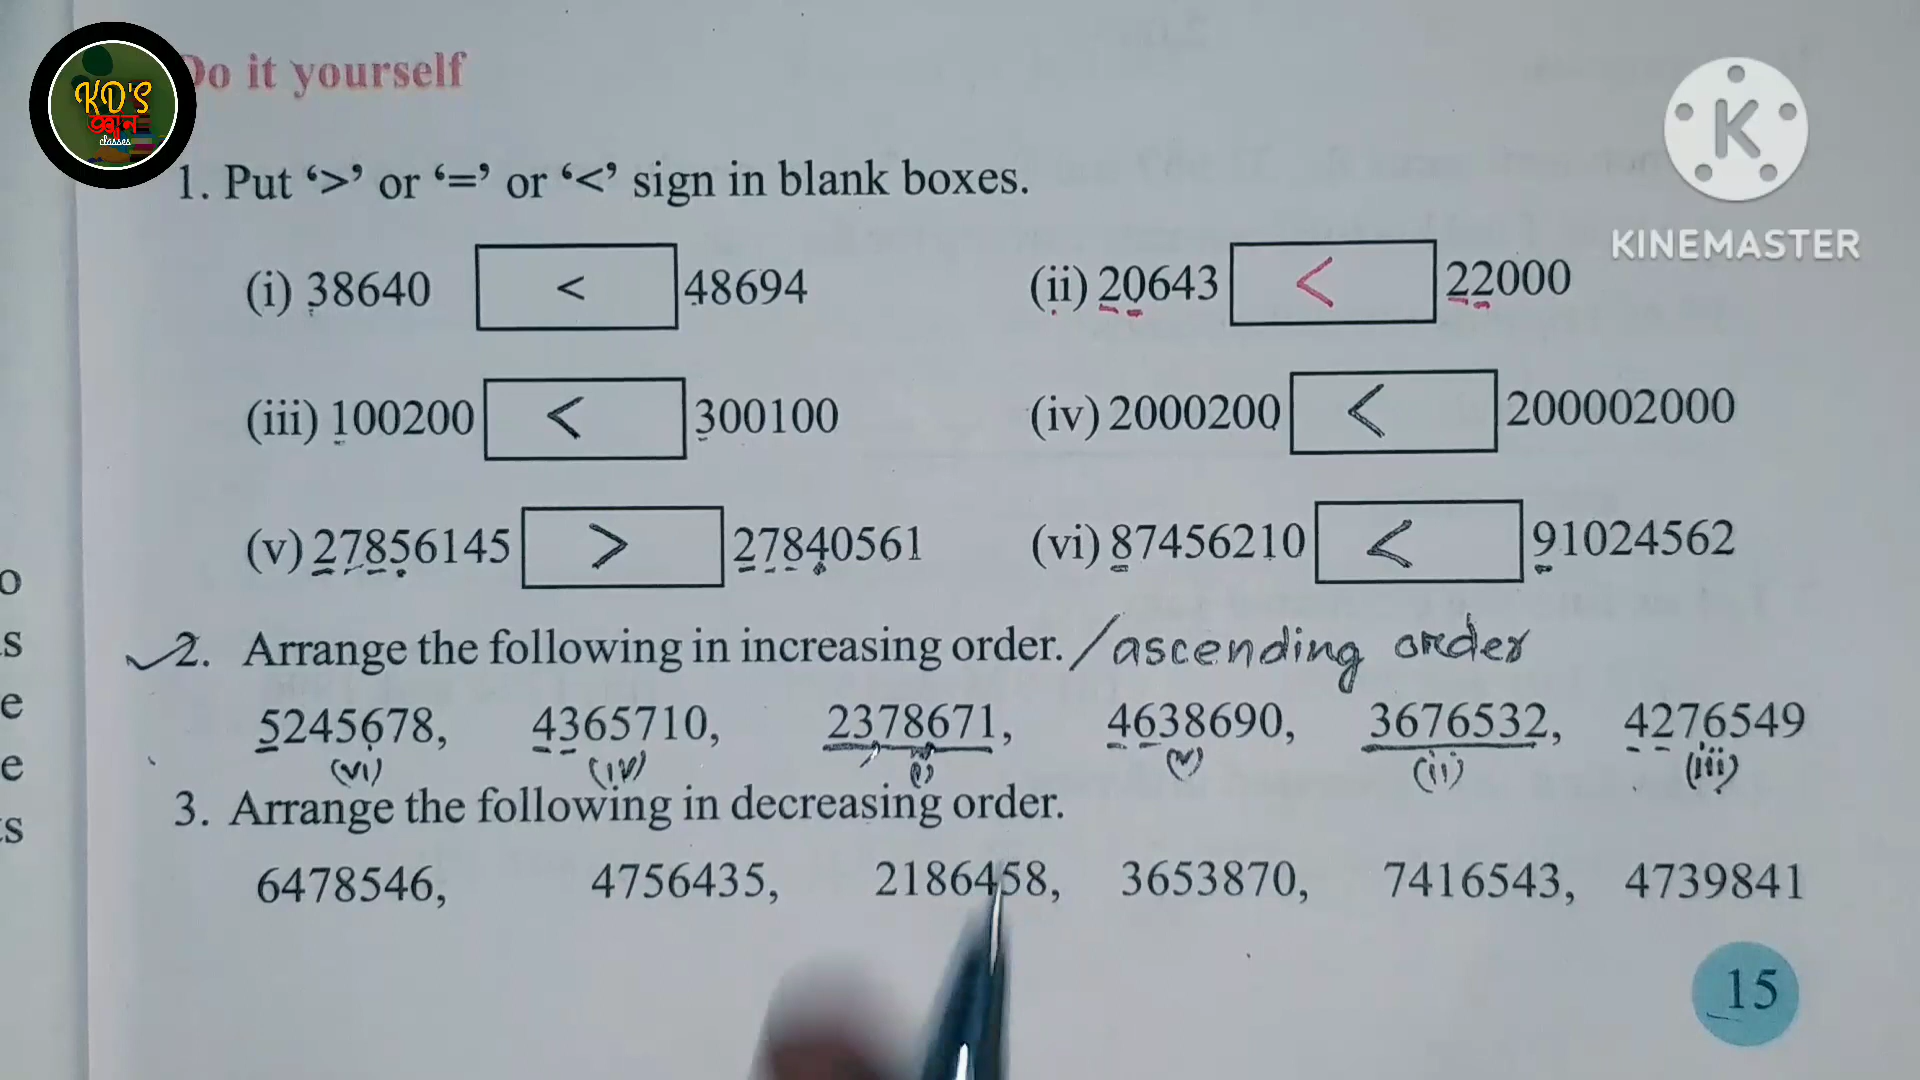 KD'S
জ্ঞান
classes
Do it yourself
K
KINEMASTER
1. Put ‘>’ or ‘=’ or ‘<’ sign in blank boxes.
(i) 38640 < 48694 (ii) 20643 < 22000
(iii) 100200 < 300100 (iv) 2000200 < 200002000
(v) 27856145 > 27840561 (vi) 87456210 < 91024562
2. Arrange the following in increasing order. / ascending order
5245678, 4365710, 2378671, 4638690, 3676532, 4276549
(vi) (iv) (i) (v) (ii) (iii)
3. Arrange the following in decreasing order.
6478546, 4756435, 2186458, 3653870, 7416543, 4739841
15
o
s
e
e
ts